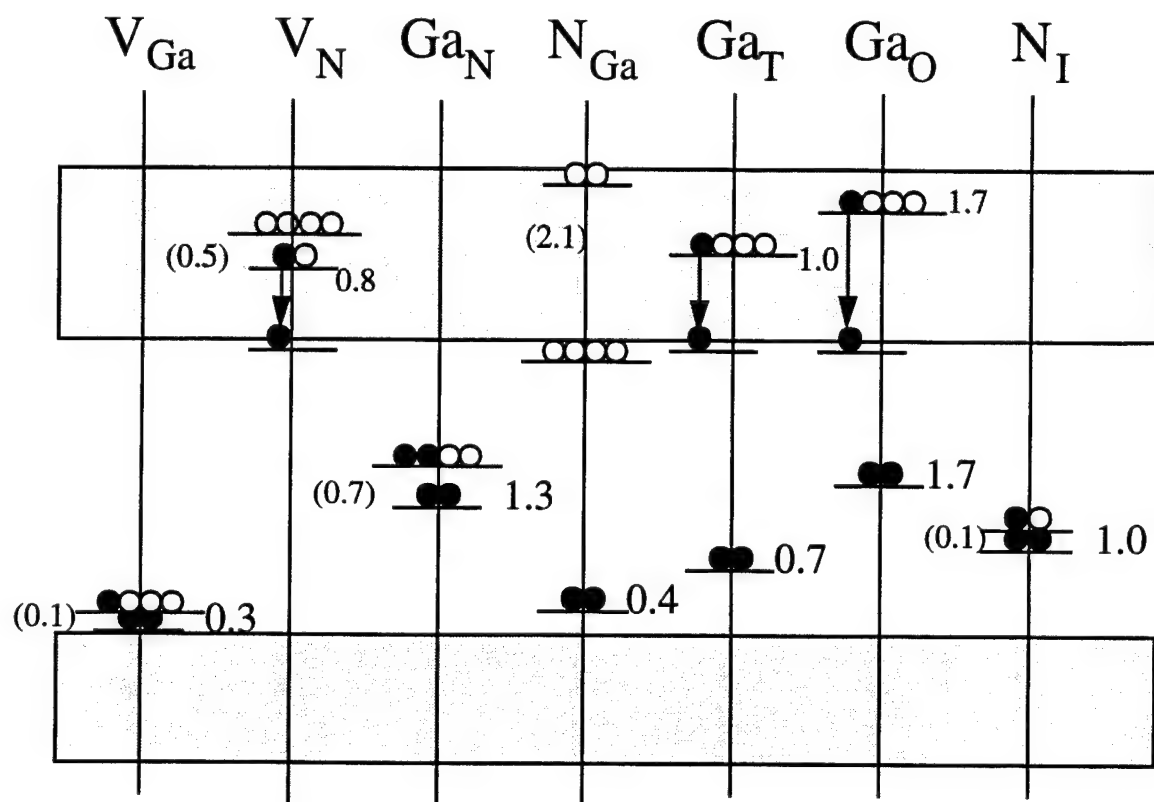 V_Ga V_N Ga_N N_Ga Ga_T Ga_O N_I
1.7
(0.5) (2.1) 1.0
0.8
(0.7) 1.3 1.7
(0.1) 1.0
0.7
(0.1) 0.3 0.4